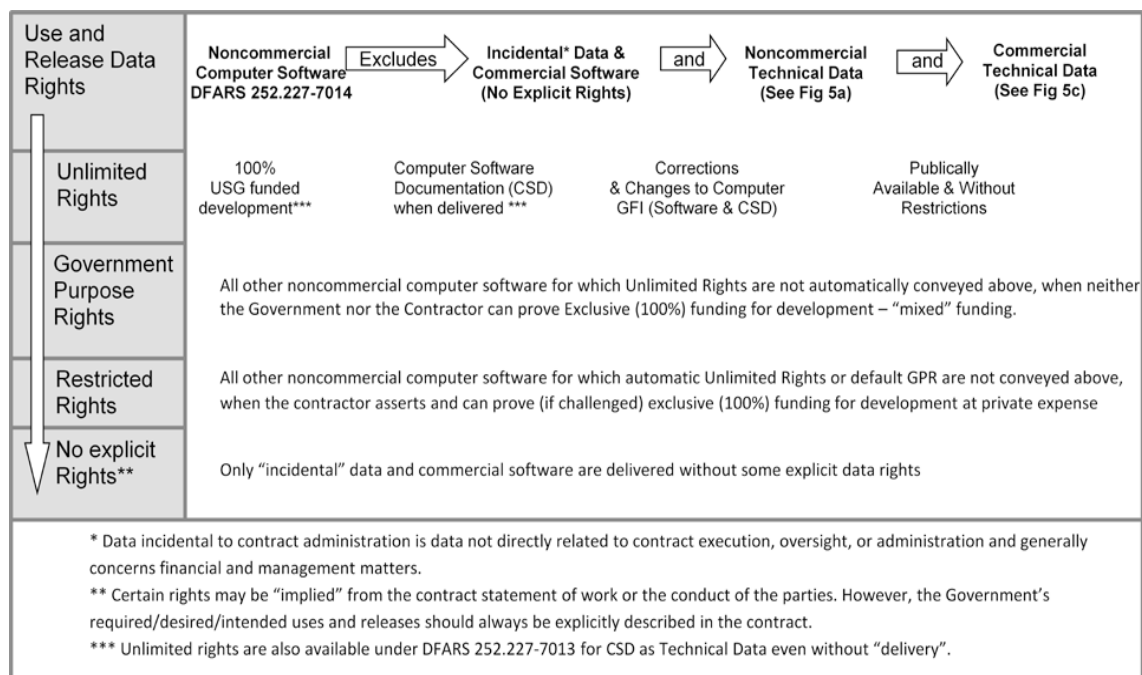 Use and
Release Data
Rights
Noncommercial
Computer Software
DFARS 252.227-7014
Excludes
Incidental* Data &
Commercial Software
(No Explicit Rights)
and
Noncommercial
Technical Data
(See Fig 5a)
and
Commercial
Technical Data
(See Fig 5c)
Unlimited
Rights
100%
USG funded
development***
Computer Software
Documentation (CSD)
when delivered ***
Corrections
& Changes to Computer
GFI (Software & CSD)
Publically
Available & Without
Restrictions
Government
Purpose
Rights
All other noncommercial computer software for which Unlimited Rights are not automatically conveyed above, when neither
the Government nor the Contractor can prove Exclusive (100%) funding for development – “mixed” funding.
Restricted
Rights
All other noncommercial computer software for which automatic Unlimited Rights or default GPR are not conveyed above,
when the contractor asserts and can prove (if challenged) exclusive (100%) funding for development at private expense
No explicit
Rights**
Only “incidental” data and commercial software are delivered without some explicit data rights
* Data incidental to contract administration is data not directly related to contract execution, oversight, or administration and generally
concerns financial and management matters.
** Certain rights may be “implied” from the contract statement of work or the conduct of the parties. However, the Government’s
required/desired/intended uses and releases should always be explicitly described in the contract.
*** Unlimited rights are also available under DFARS 252.227-7013 for CSD as Technical Data even without “delivery”.